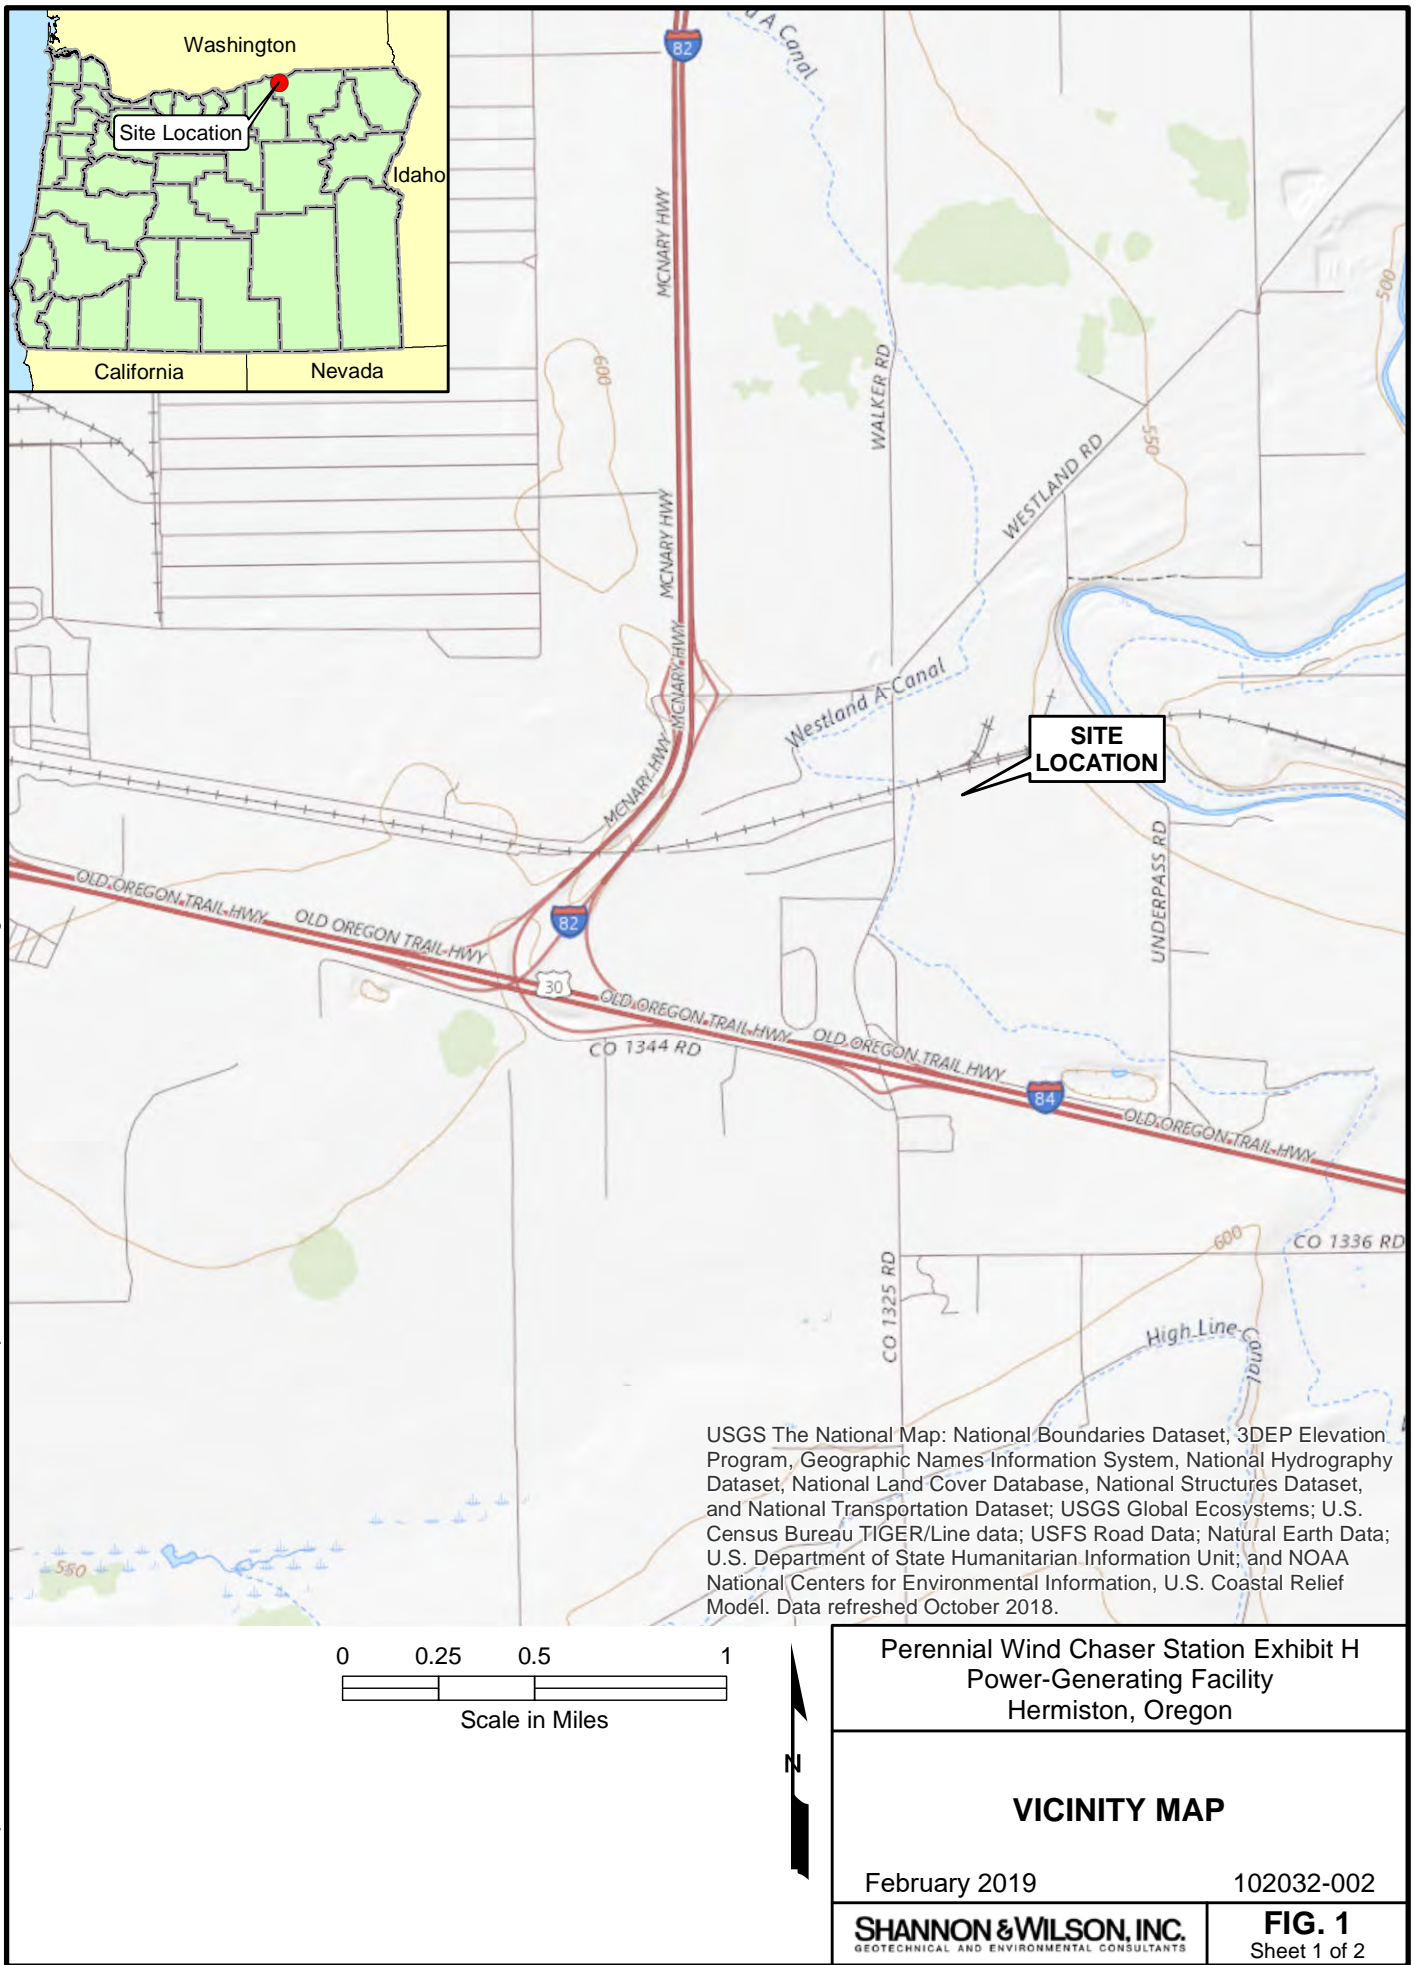 Washington
Site Location
Idaho
California
Nevada
82
A Canal
MCNARY HWY
600
WALKER RD
500
550
WESTLAND RD
MCNARY HWY
MCNARY HWY
MCNARY HWY
Westland A Canal
SITE
LOCATION
UNDERPASS RD
OLD OREGON TRAIL HWY
OLD OREGON TRAIL HWY
82
30
OLD OREGON TRAIL HWY
OLD OREGON TRAIL HWY
CO 1344 RD
84
OLD OREGON TRAIL HWY
600
CO 1336 RD
CO 1325 RD
High Line Canal
550
USGS The National Map: National Boundaries Dataset, 3DEP Elevation
Program, Geographic Names Information System, National Hydrography
Dataset, National Land Cover Database, National Structures Dataset,
and National Transportation Dataset; USGS Global Ecosystems; U.S.
Census Bureau TIGER/Line data; USFS Road Data; Natural Earth Data;
U.S. Department of State Humanitarian Information Unit; and NOAA
National Centers for Environmental Information, U.S. Coastal Relief
Model. Data refreshed October 2018.
0 0.25 0.5 1
Scale in Miles
N
Perennial Wind Chaser Station Exhibit H
Power-Generating Facility
Hermiston, Oregon
VICINITY MAP
February 2019 102032-002
SHANNON & WILSON, INC.
GEOTECHNICAL AND ENVIRONMENTAL CONSULTANTS
FIG. 1
Sheet 1 of 2